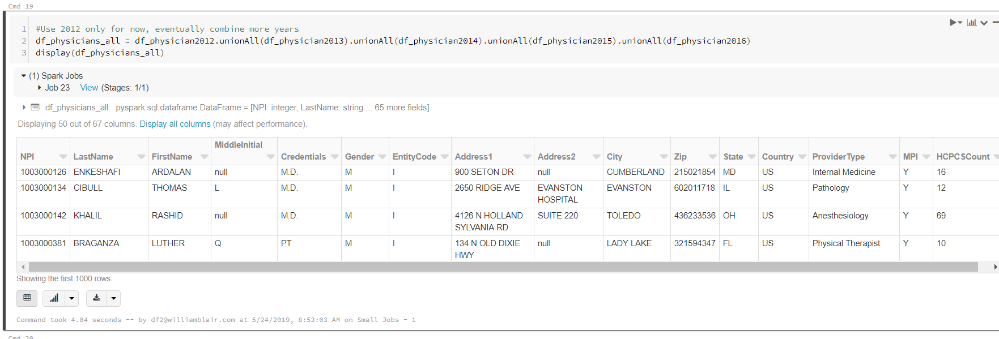 Cmd 19
1 #Use 2012 only for now, eventually combine more years
2 df_physicians_all = df_physician2012.unionAll(df_physician2013).unionAll(df_physician2014).unionAll(df_physician2015).unionAll(df_physician2016)
3 display(df_physicians_all)
(1) Spark Jobs
Job 23 View (Stages: 1/1)
df_physicians_all: pyspark.sql.dataframe.DataFrame = [NPI: integer, LastName: string ... 65 more fields]
Displaying 50 out of 67 columns. Display all columns (may affect performance).
NPI LastName FirstName MiddleInitial Credentials Gender EntityCode Address1 Address2 City Zip State Country ProviderType MPI HCPCSCount
1003000126 ENKESHAFI ARDALAN null M.D. M I 900 SETON DR null CUMBERLAND 215021854 MD US Internal Medicine Y 16
1003000134 CIBULL THOMAS L M.D. M I 2650 RIDGE AVE EVANSTON EVANSTON 602011718 IL US Pathology Y 12
HOSPITAL
1003000142 KHALIL RASHID null M.D. M I 4126 N HOLLAND SUITE 220 TOLEDO 436233536 OH US Anesthesiology Y 69
SYLVANIA RD
1003000381 BRAGANZA LUTHER Q PT M I 134 N OLD DIXIE null LADY LAKE 321594347 FL US Physical Therapist Y 10
HWY
Showing the first 1000 rows.
Command took 4.84 seconds -- by df2@williamblair.com at 5/24/2019, 8:53:03 AM on Small Jobs - 1
Cmd 20